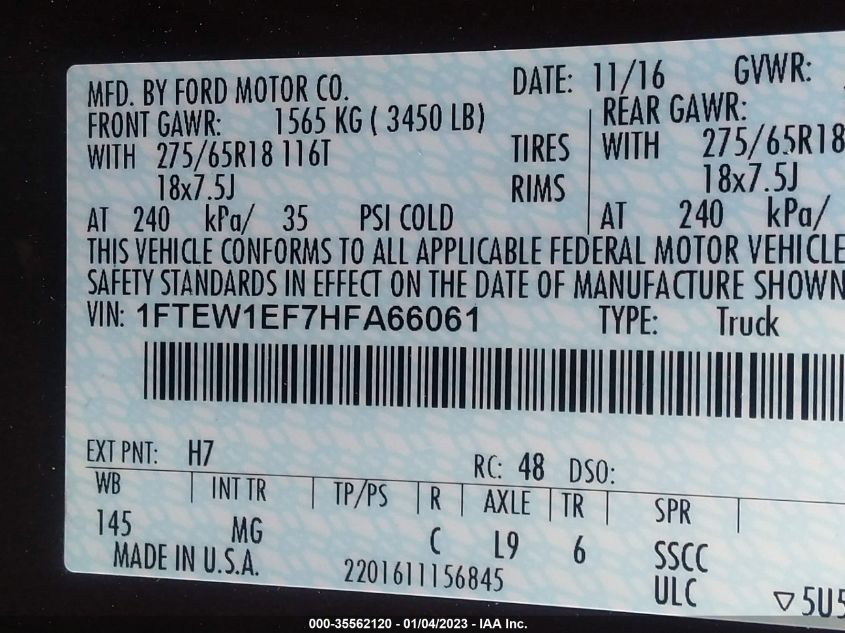 MFD. BY FORD MOTOR CO. DATE: 11/16 GVWR:
FRONT GAWR: 1565 KG ( 3450 LB) REAR GAWR:
WITH 275/65R18 116T TIRES WITH 275/65R18
18x7.5J RIMS 18x7.5J
AT 240 kPa/ 35 PSI COLD AT 240 kPa/
THIS VEHICLE CONFORMS TO ALL APPLICABLE FEDERAL MOTOR VEHICLE
SAFETY STANDARDS IN EFFECT ON THE DATE OF MANUFACTURE SHOWN
VIN: 1FTEW1EF7HFA66061 TYPE: Truck
EXT PNT: H7 RC: 48 DSO:
WB INT TR TP/PS R AXLE TR SPR
145 MG C L9 6 SSCC
MADE IN U.S.A. 2201611156845 ULC ▽5U5
000-35562120 - 01/04/2023 - IAA Inc.